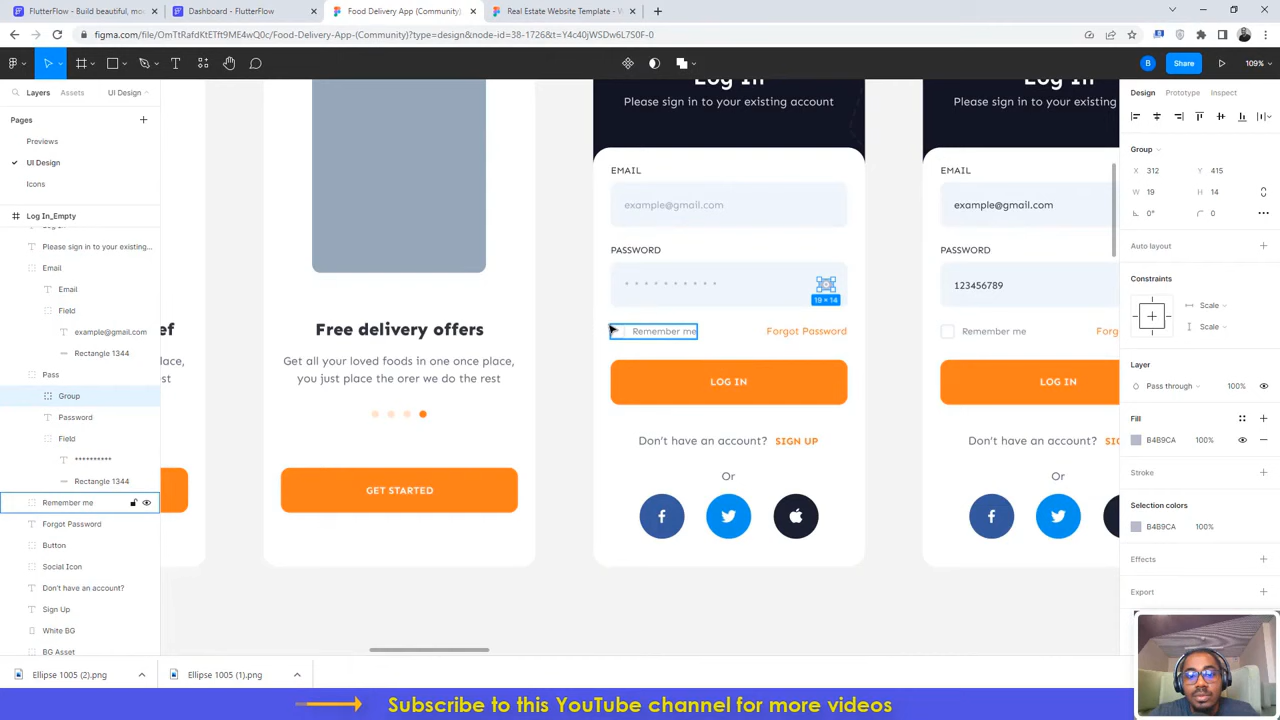 FlutterFlow - Build beautiful, mo
Dashboard - FlutterFlow
Food Delivery App (Community)
Real Estate Website Template - W
figma.com/file/OmTtRafdKtETft9ME4wQ0c/Food-Delivery-App-(Community)?type=design&node-id=38-1726&t=Y4c40jWSDw6L7S0F-0
B
Share
109%
Layers
Assets
UI Design
Pages
Previews
UI Design
Icons
Log In_Empty
Please sign in to your existing...
Email
Email
Field
example@gmail.com
Rectangle 1344
Pass
Group
Password
Field
**********
Rectangle 1344
Remember me
Forgot Password
Button
Social Icon
Don't have an account?
Sign Up
White BG
BG Asset
Free delivery offers
Get all your loved foods in one once place,
you just place the orer we do the rest
GET STARTED
Log In
Please sign in to your existing account
EMAIL
example@gmail.com
PASSWORD
19 × 14
Remember me
Forgot Password
LOG IN
Don't have an account? SIGN UP
Or
Log In
Please sign in to your existing
EMAIL
example@gmail.com
PASSWORD
123456789
Remember me
Forg
LOG IN
Don't have an account? SIG
Or
Design
Prototype
Inspect
Group
X 312
Y 415
W 19
H 14
0°
0
Auto layout
Constraints
Scale
Scale
Layer
Pass through
100%
Fill
B4B9CA
100%
Stroke
Selection colors
B4B9CA
100%
Effects
Export
Ellipse 1005 (2).png
Ellipse 1005 (1).png
Subscribe to this YouTube channel for more videos